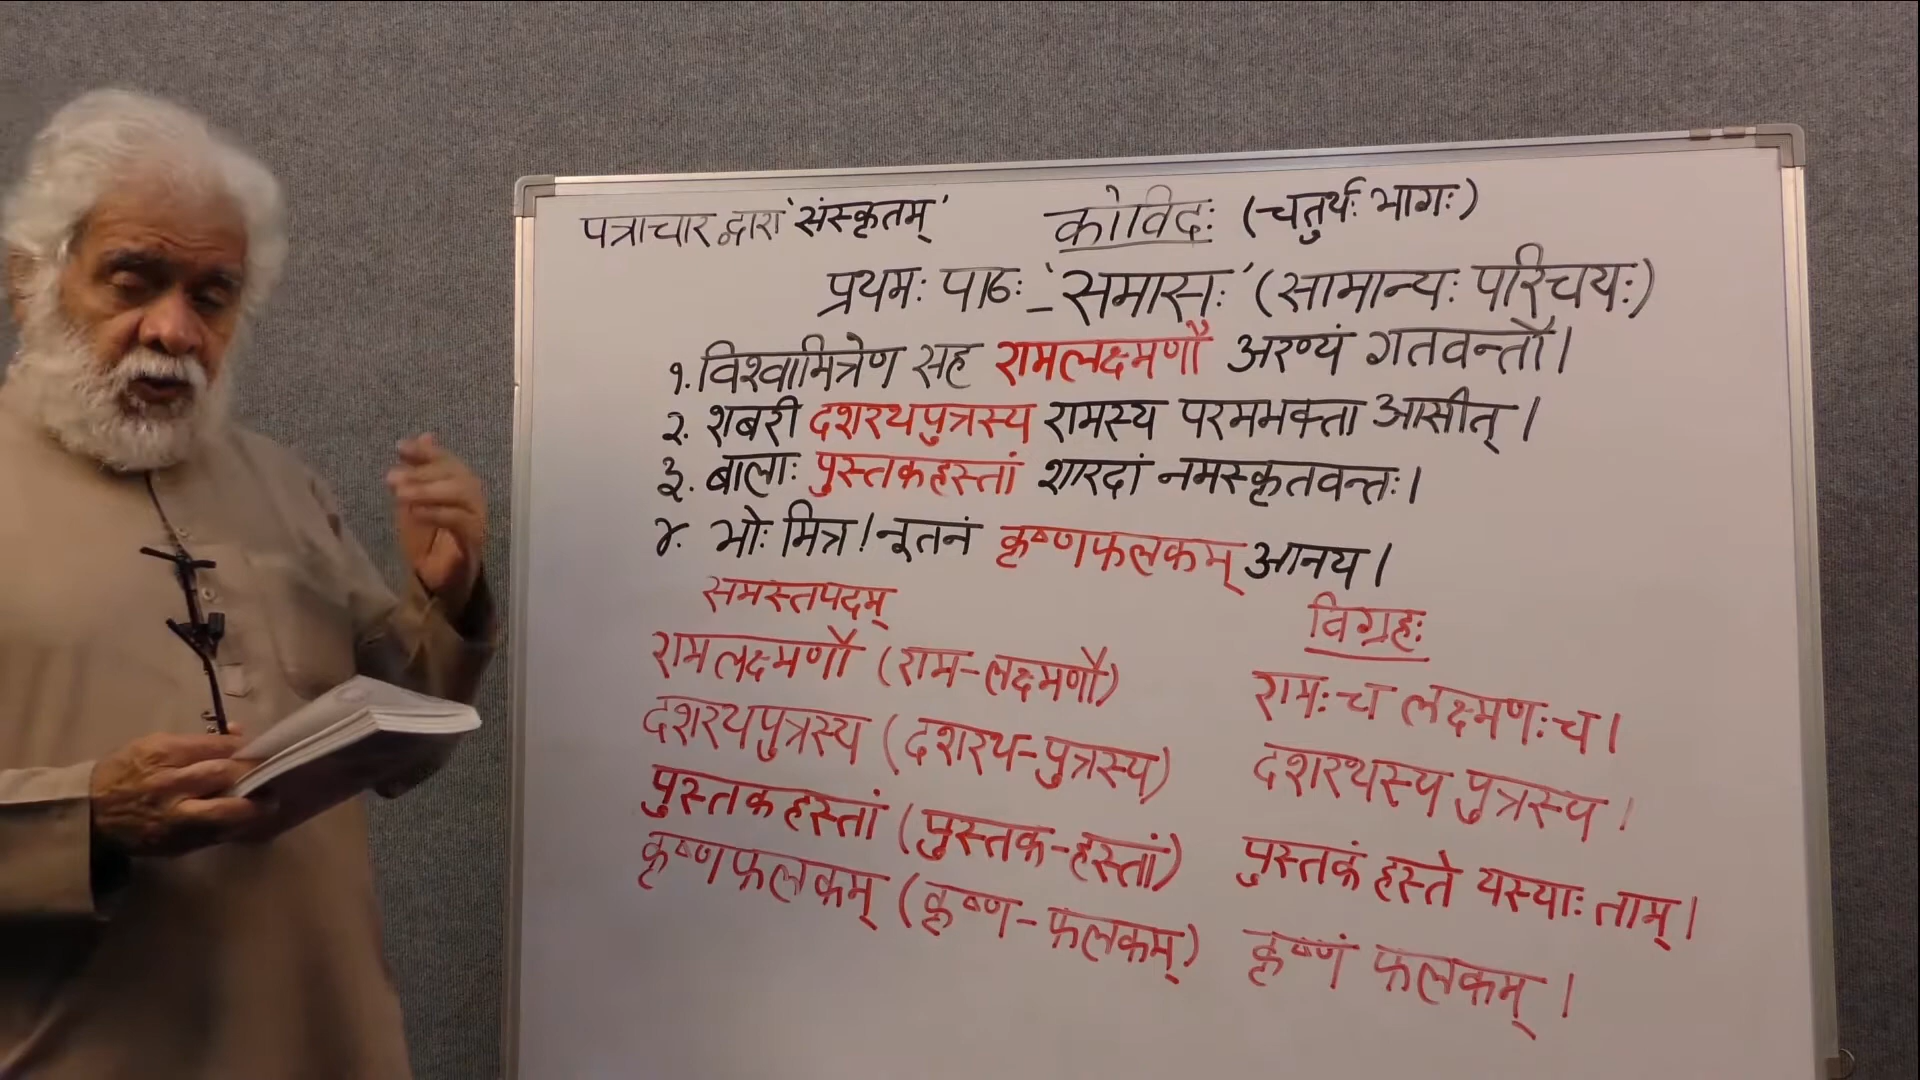 पत्राचार द्वारा 'संस्कृतम्' कोविदः (चतुर्थः भागः)
प्रथमः पाठः - 'समासः' (सामान्यः परिचयः)
१. विश्वामित्रेण सह रामलक्ष्मणौ अरण्यं गतवन्तौ।
२. शबरी दशरथपुत्रस्य रामस्य परमभक्ता आसीत्।
३. बालाः पुस्तकहस्तां शारदां नमस्कृतवन्तः।
४. भोः मित्र! नूतनं कृष्णफलकम् आनय।
समस्तपदम् विग्रहः
रामलक्ष्मणौ (राम-लक्ष्मणौ) रामः च लक्ष्मणः च।
दशरथपुत्रस्य (दशरथ-पुत्रस्य) दशरथस्य पुत्रस्य।
पुस्तकहस्तां (पुस्तक-हस्तां) पुस्तकं हस्ते यस्याः ताम्।
कृष्णफलकम् (कृष्ण-फलकम्) कृष्णं फलकम्।